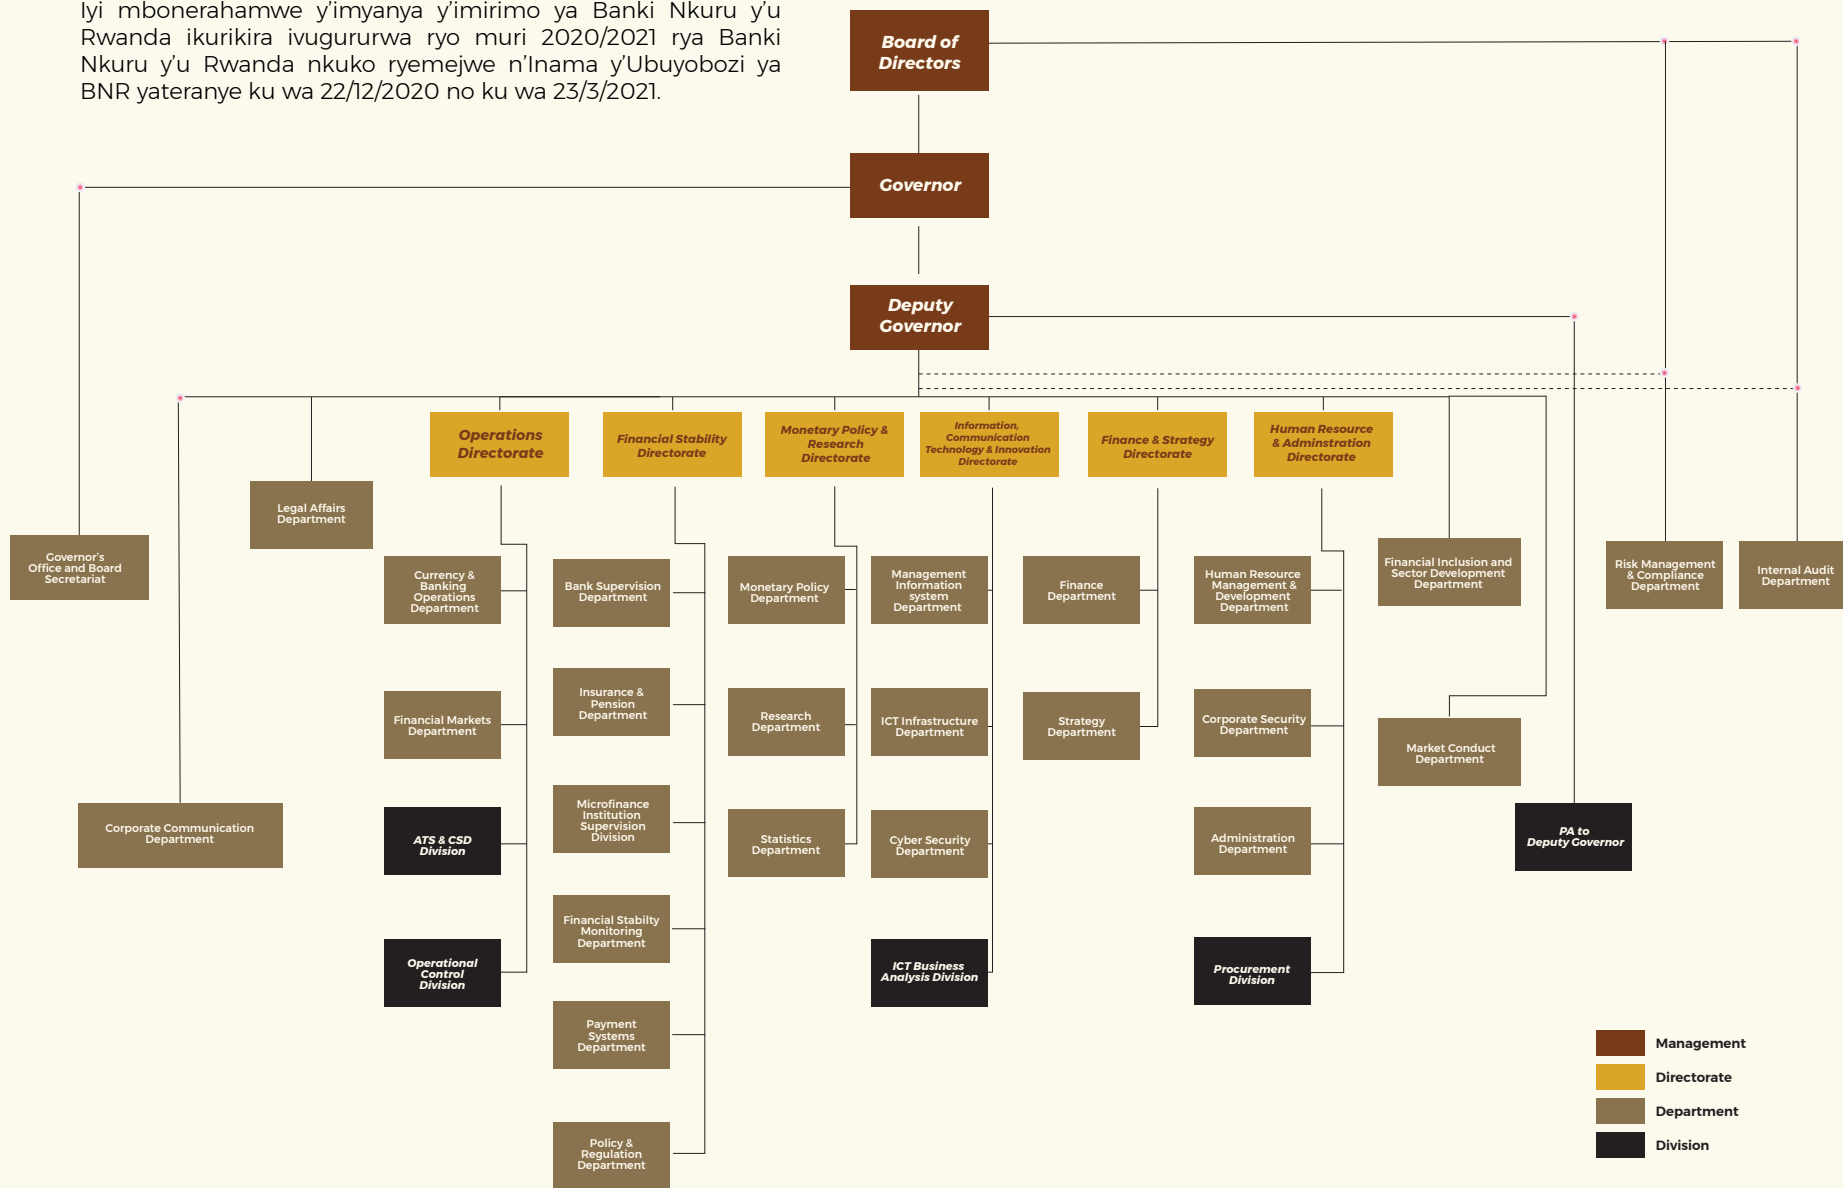 Iyi mbonerahamwe y’imyanya y’imirimo ya Banki Nkuru y’u
Rwanda ikurikira ivugururwa ryo muri 2020/2021 rya Banki
Nkuru y’u Rwanda nkuko ryemejwe n’Inama y’Ubuyobozi ya
BNR yateranye ku wa 22/12/2020 no ku wa 23/3/2021.
Board of
Directors
Governor
Deputy
Governor
Operations
Directorate
Financial Stability
Directorate
Monetary Policy &
Research
Directorate
Information,
Communication
Technology & Innovation
Directorate
Finance & Strategy
Directorate
Human Resource
& Adminstration
Directorate
Legal Affairs
Department
Governor’s
Office and Board
Secretariat
Currency &
Banking
Operations
Department
Bank Supervision
Department
Monetary Policy
Department
Management
Information
system
Department
Finance
Department
Human Resource
Management &
Development
Department
Financial Inclusion and
Sector Development
Department
Risk Management
& Compliance
Department
Internal Audit
Department
Financial Markets
Department
Insurance &
Pension
Department
Research
Department
ICT Infrastructure
Department
Strategy
Department
Corporate Security
Department
Market Conduct
Department
Corporate Communication
Department
ATS & CSD
Division
Microfinance
Institution
Supervision
Division
Statistics
Department
Cyber Security
Department
Administration
Department
PA to
Deputy Governor
Operational
Control
Division
Financial Stabilty
Monitoring
Department
ICT Business
Analysis Division
Procurement
Division
Payment
Systems
Department
Policy &
Regulation
Department
Management
Directorate
Department
Division